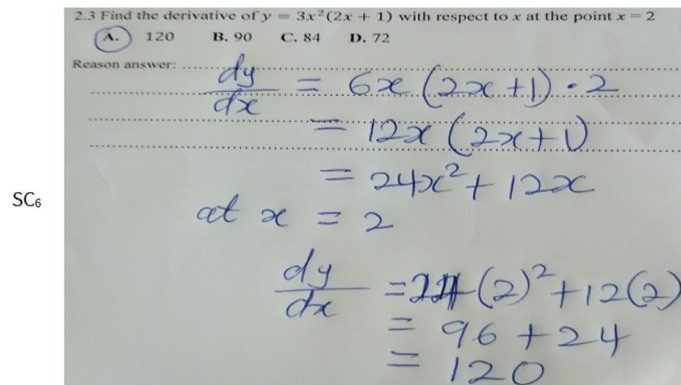 2.3 Find the derivative of y = 3x²(2x + 1) with respect to x at the point x = 2
A. 120 B. 90 C. 84 D. 72
Reason answer:
dy/dx = 6x (2x+1) · 2
= 12x (2x+1)
= 24x² + 12x
SC6
at x = 2
dy/dx = 24(2)² + 12(2)
= 96 + 24
= 120